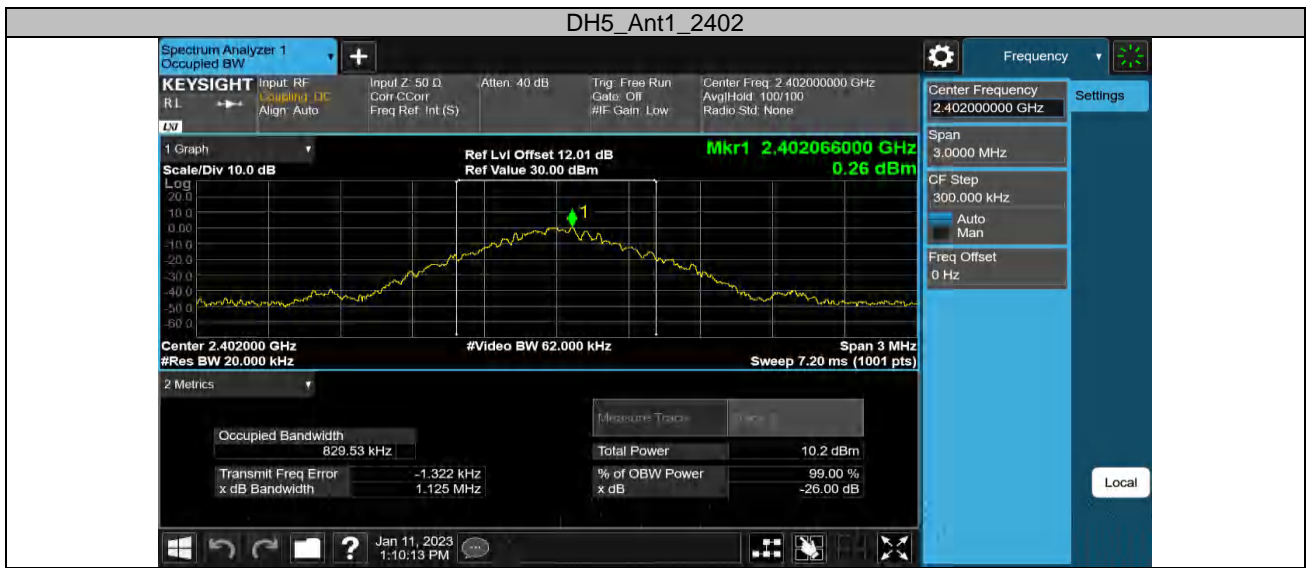 DH5_Ant1_2402
Spectrum Analyzer 1
Occupied BW
Frequency
KEYSIGHT
R L
LXI
Input: RF
Coupling: DC
Align: Auto
Input Z: 50 Ω
Corr CCorr
Freq Ref: Int (S)
Atten: 40 dB
Trig: Free Run
Gate: Off
#IF Gain: Low
Center Freq: 2.402000000 GHz
Avg|Hold: 100/100
Radio Std: None
Center Frequency
2.402000000 GHz
Settings
Span
3.0000 MHz
CF Step
300.000 kHz
Auto
Man
Freq Offset
0 Hz
1 Graph
Scale/Div 10.0 dB
Ref Lvl Offset 12.01 dB
Ref Value 30.00 dBm
Mkr1 2.402066000 GHz
0.26 dBm
Log
20.0
10.0
0.00
-10.0
-20.0
-30.0
-40.0
-50.0
-60.0
1
Center 2.402000 GHz
#Res BW 20.000 kHz
#Video BW 62.000 kHz
Span 3 MHz
Sweep 7.20 ms (1001 pts)
2 Metrics
Measure Trace
Trace 1
Occupied Bandwidth
829.53 kHz
Total Power
10.2 dBm
Transmit Freq Error
-1.322 kHz
% of OBW Power
99.00 %
x dB Bandwidth
1.125 MHz
x dB
-26.00 dB
Local
?
Jan 11, 2023
1:10:13 PM